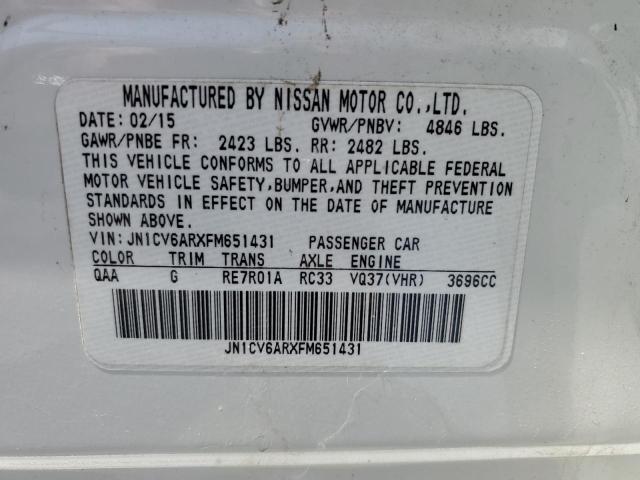 MANUFACTURED BY NISSAN MOTOR CO.,LTD.
DATE: 02/15 GVWR/PNBV: 4846 LBS.
GAWR/PNBE FR: 2423 LBS. RR: 2482 LBS.
THIS VEHICLE CONFORMS TO ALL APPLICABLE FEDERAL
MOTOR VEHICLE SAFETY,BUMPER,AND THEFT PREVENTION
STANDARDS IN EFFECT ON THE DATE OF MANUFACTURE
SHOWN ABOVE.
VIN:JN1CV6ARXFM651431 PASSENGER CAR
COLOR TRIM TRANS AXLE ENGINE
QAA G RE7R01A RC33 VQ37(VHR) 3696CC
JN1CV6ARXFM651431